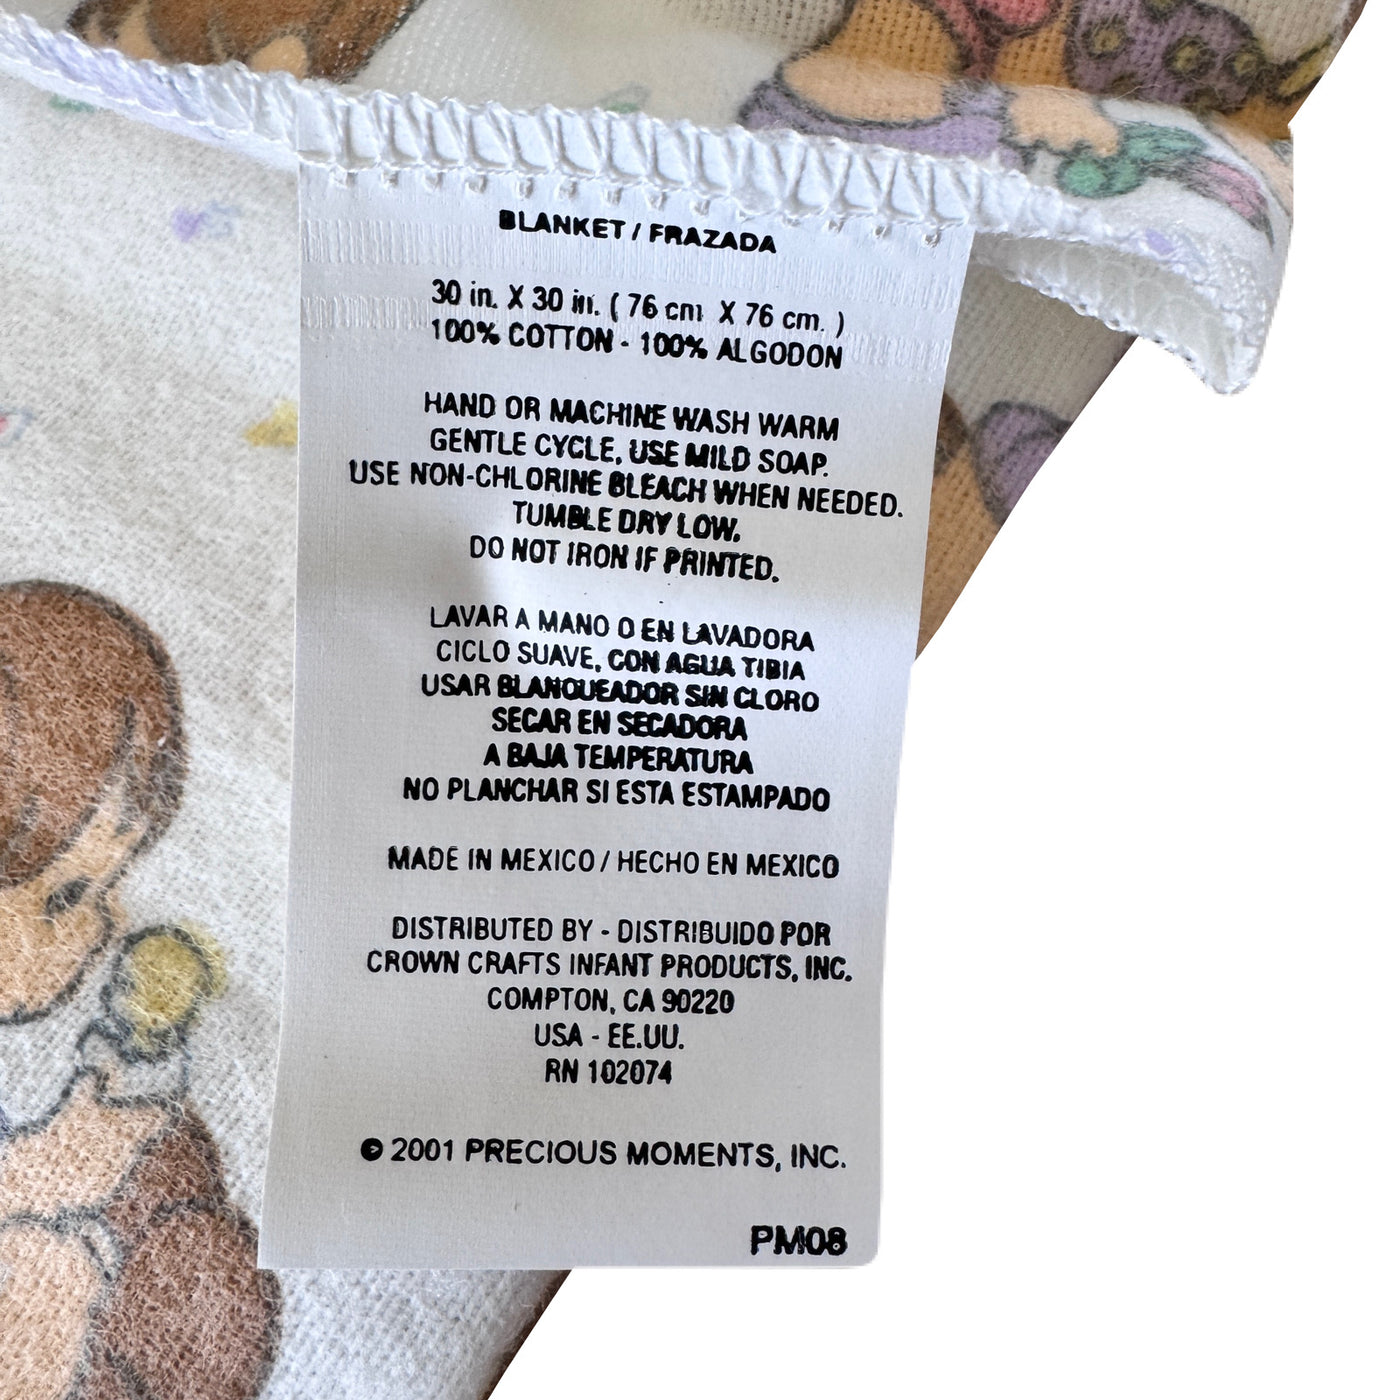 BLANKET / FRAZADA
30 in. X 30 in. ( 76 cm X 76 cm. )
100% COTTON - 100% ALGODON
HAND OR MACHINE WASH WARM
GENTLE CYCLE, USE MILD SOAP.
USE NON-CHLORINE BLEACH WHEN NEEDED.
TUMBLE DRY LOW.
DO NOT IRON IF PRINTED.
LAVAR A MANO O EN LAVADORA
CICLO SUAVE, CON AGUA TIBIA
USAR BLANQUEADOR SIN CLORO
SECAR EN SECADORA
A BAJA TEMPERATURA
NO PLANCHAR SI ESTA ESTAMPADO
MADE IN MEXICO / HECHO EN MEXICO
DISTRIBUTED BY - DISTRIBUIDO POR
CROWN CRAFTS INFANT PRODUCTS, INC.
COMPTON, CA 90220
USA - EE.UU.
RN 102074
© 2001 PRECIOUS MOMENTS, INC.
PM08